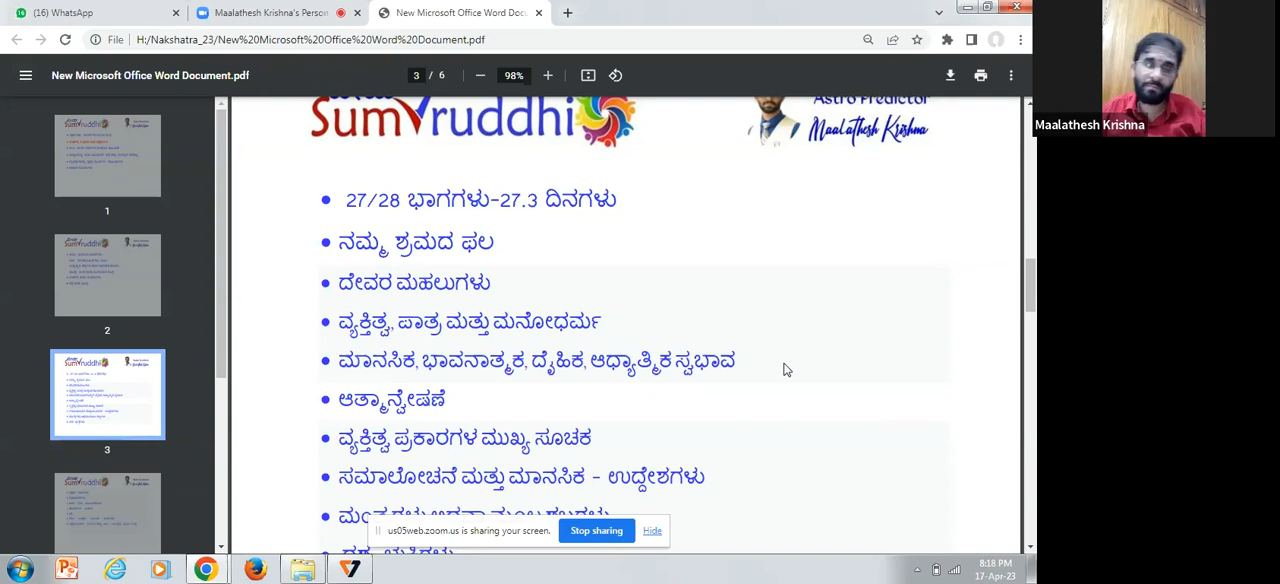 (16) WhatsApp
Maalathesh Krishna's Person
New Microsoft Office Word Docu
File
H:/Nakshatra_23/New%20Microsoft%20Office%20Word%20Document.pdf
New Microsoft Office Word Document.pdf
3 / 6
98%
SumVruddhi
Astro Predictor
Maalathesh Krishna
• 27/28 ಭಾಗಗಳು-27.3 ದಿನಗಳು
• ನಮ್ಮ ಶ್ರಮದ ಫಲ
• ದೇವರ ಮಹಲುಗಳು
• ವ್ಯಕ್ತಿತ್ವ, ಪಾತ್ರ ಮತ್ತು ಮನೋಧರ್ಮ
• ಮಾನಸಿಕ, ಭಾವನಾತ್ಮಕ, ದೈಹಿಕ, ಆಧ್ಯಾತ್ಮಿಕ ಸ್ವಭಾವ
• ಆತ್ಮಾನ್ವೇಷಣೆ
• ವ್ಯಕ್ತಿತ್ವ ಪ್ರಕಾರಗಳ ಮುಖ್ಯ ಸೂಚಕ
• ಸಮಾಲೋಚನೆ ಮತ್ತು ಮಾನಸಿಕ - ಉದ್ದೇಶಗಳು
us05web.zoom.us is sharing your screen.
Stop sharing
Hide
1
2
3
Maalathesh Krishna
8:18 PM
17-Apr-23